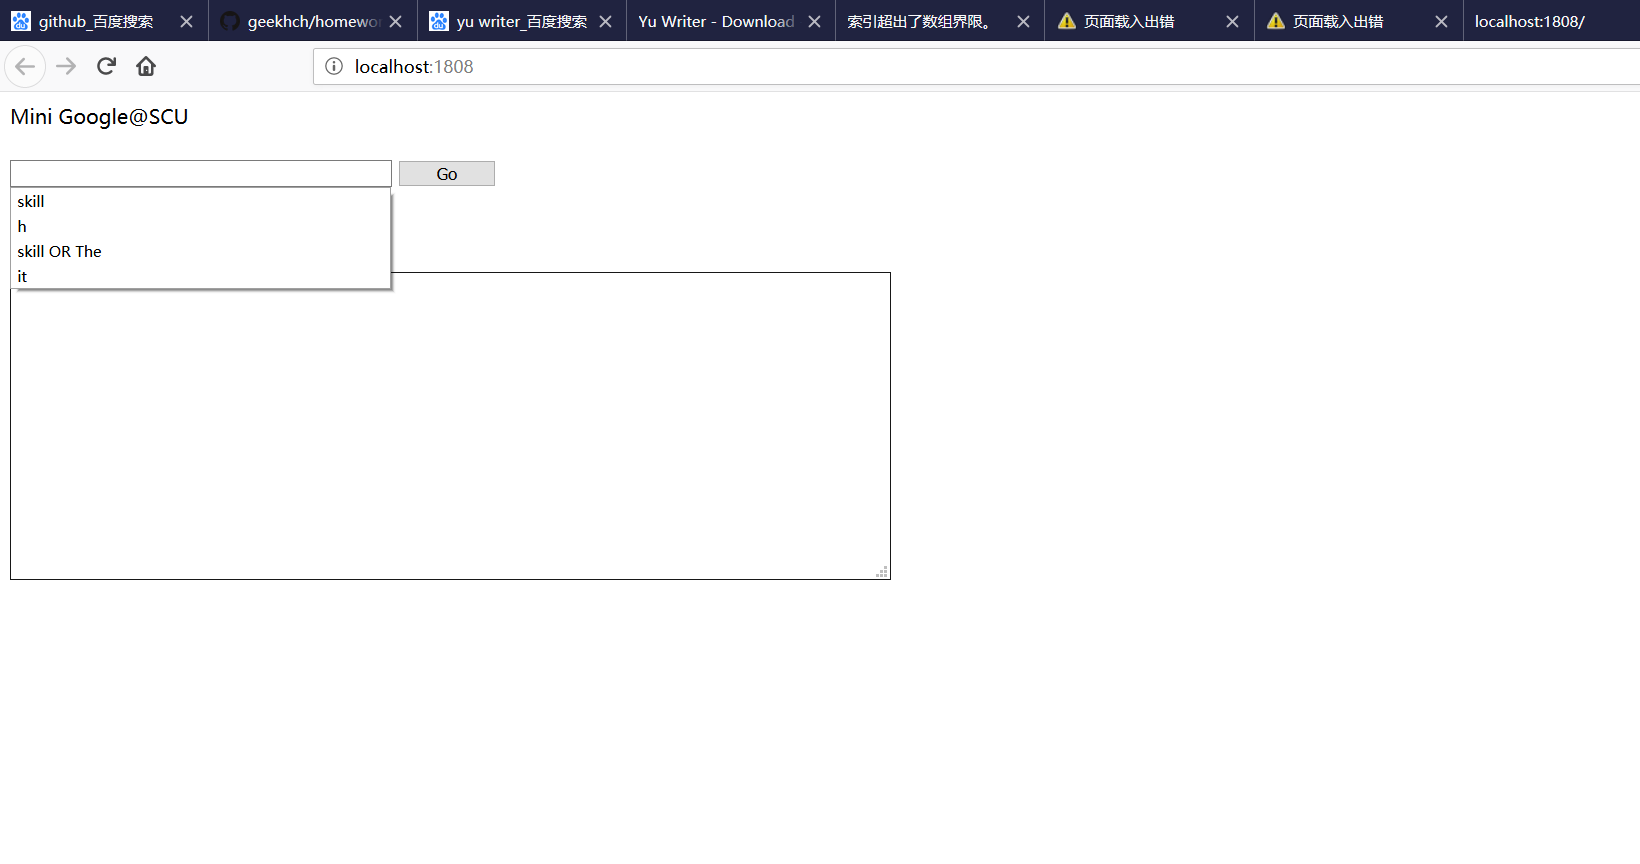 github_百度搜索
geekhch/homewor
yu writer_百度搜索
Yu Writer - Download
索引超出了数组界限。
页面载入出错
页面载入出错
localhost:1808/
localhost:1808
Mini Google@SCU
Go
skill
h
skill OR The
it